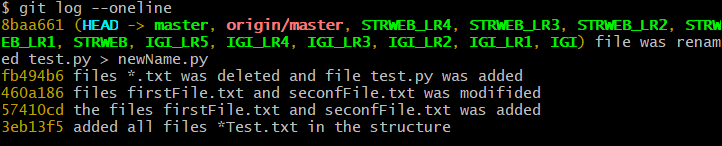 $ git log --oneline
8baa661 (HEAD -> master, origin/master, STRWEB_LR4, STRWEB_LR3, STRWEB_LR2, STRW
EB_LR1, STRWEB, IGI_LR5, IGI_LR4, IGI_LR3, IGI_LR2, IGI_LR1, IGI) file was renam
ed test.py > newName.py
fb494b6 files *.txt was deleted and file test.py was added
460a186 files firstFile.txt and seconfFile.txt was modifided
57410cd the files firstFile.txt and seconfFile.txt was added
3eb13f5 added all files *Test.txt in the structure